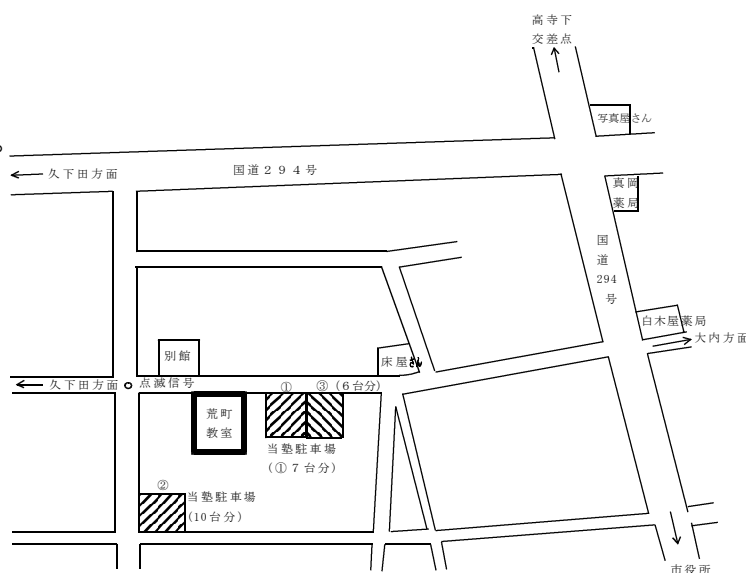 高寺下
交差点
写真屋さん
久下田方面
国道２９４号
真岡
薬局
国
道
294
号
白木屋薬局
大内方面
別館
床屋さん
久下田方面
点滅信号
①
③（６台分）
荒町
教室
当塾駐車場
（①７台分）
②
当塾駐車場
（10台分）
市役所